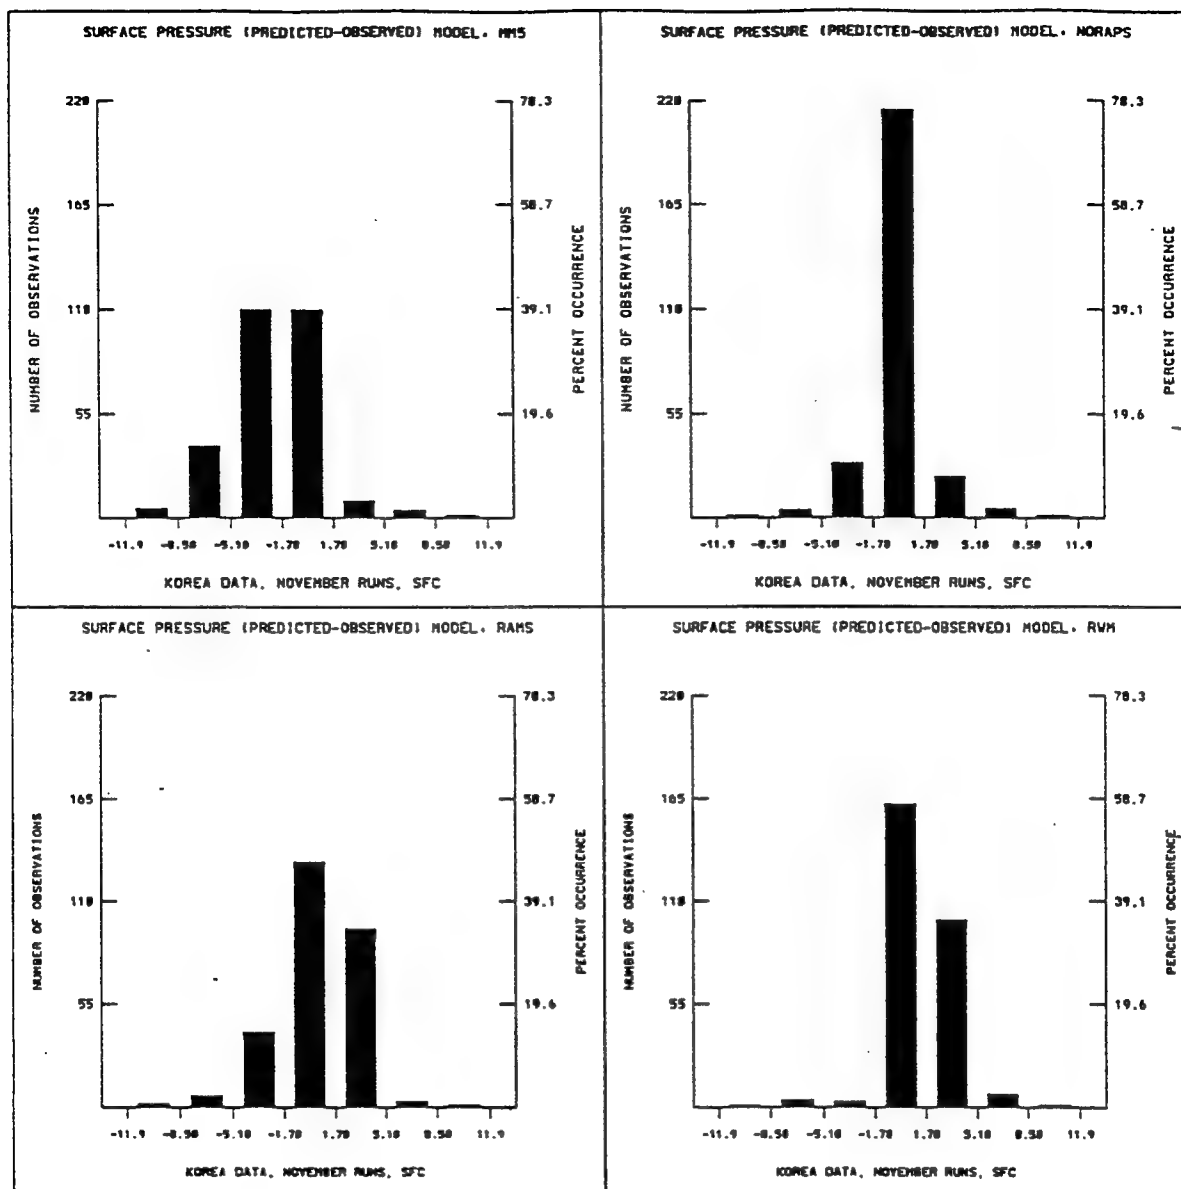 SURFACE PRESSURE (PREDICTED-OBSERVED) MODEL. MM5
220
165
110
55
NUMBER OF OBSERVATIONS
78.3
58.7
39.1
19.6
PERCENT OCCURRENCE
-11.9 -8.50 -5.10 -1.70 1.70 5.10 8.50 11.9
KOREA DATA, NOVEMBER RUNS, SFC
SURFACE PRESSURE (PREDICTED-OBSERVED) MODEL. NORAPS
220
165
110
55
NUMBER OF OBSERVATIONS
78.3
58.7
39.1
19.6
PERCENT OCCURRENCE
-11.9 -8.50 -5.10 -1.70 1.70 5.10 8.50 11.9
KOREA DATA, NOVEMBER RUNS, SFC
SURFACE PRESSURE (PREDICTED-OBSERVED) MODEL. RAMS
220
165
110
55
NUMBER OF OBSERVATIONS
78.3
58.7
39.1
19.6
PERCENT OCCURRENCE
-11.9 -8.50 -5.10 -1.70 1.70 5.10 8.50 11.9
KOREA DATA, NOVEMBER RUNS, SFC
SURFACE PRESSURE (PREDICTED-OBSERVED) MODEL. RWM
220
165
110
55
NUMBER OF OBSERVATIONS
78.3
58.7
39.1
19.6
PERCENT OCCURRENCE
-11.9 -8.50 -5.10 -1.70 1.70 5.10 8.50 11.9
KOREA DATA, NOVEMBER RUNS, SFC